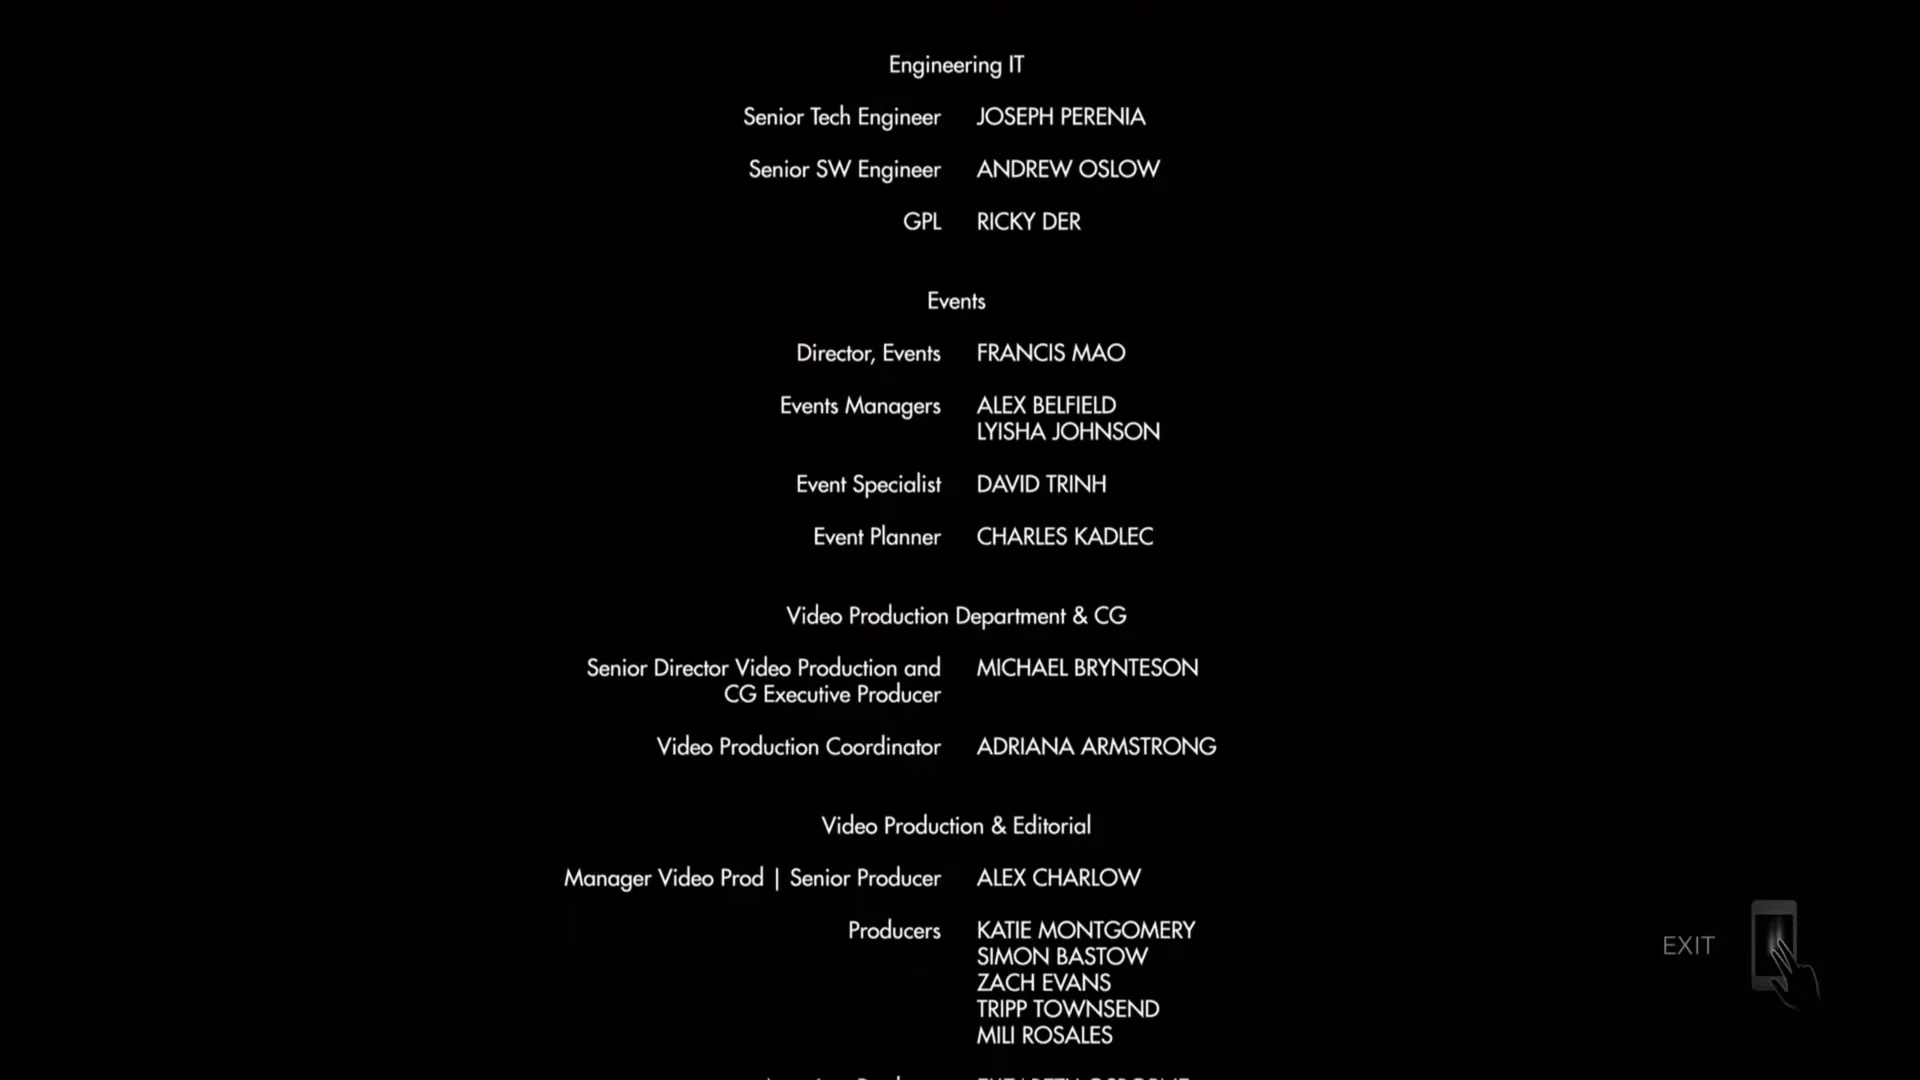 Engineering IT
Senior Tech Engineer JOSEPH PERENIA
Senior SW Engineer ANDREW OSLOW
GPL RICKY DER
Events
Director, Events FRANCIS MAO
Events Managers ALEX BELFIELD
LYISHA JOHNSON
Event Specialist DAVID TRINH
Event Planner CHARLES KADLEC
Video Production Department & CG
Senior Director Video Production and MICHAEL BRYNTESON
CG Executive Producer
Video Production Coordinator ADRIANA ARMSTRONG
Video Production & Editorial
Manager Video Prod | Senior Producer ALEX CHARLOW
Producers KATIE MONTGOMERY
SIMON BASTOW
ZACH EVANS
TRIPP TOWNSEND
MILI ROSALES
EXIT